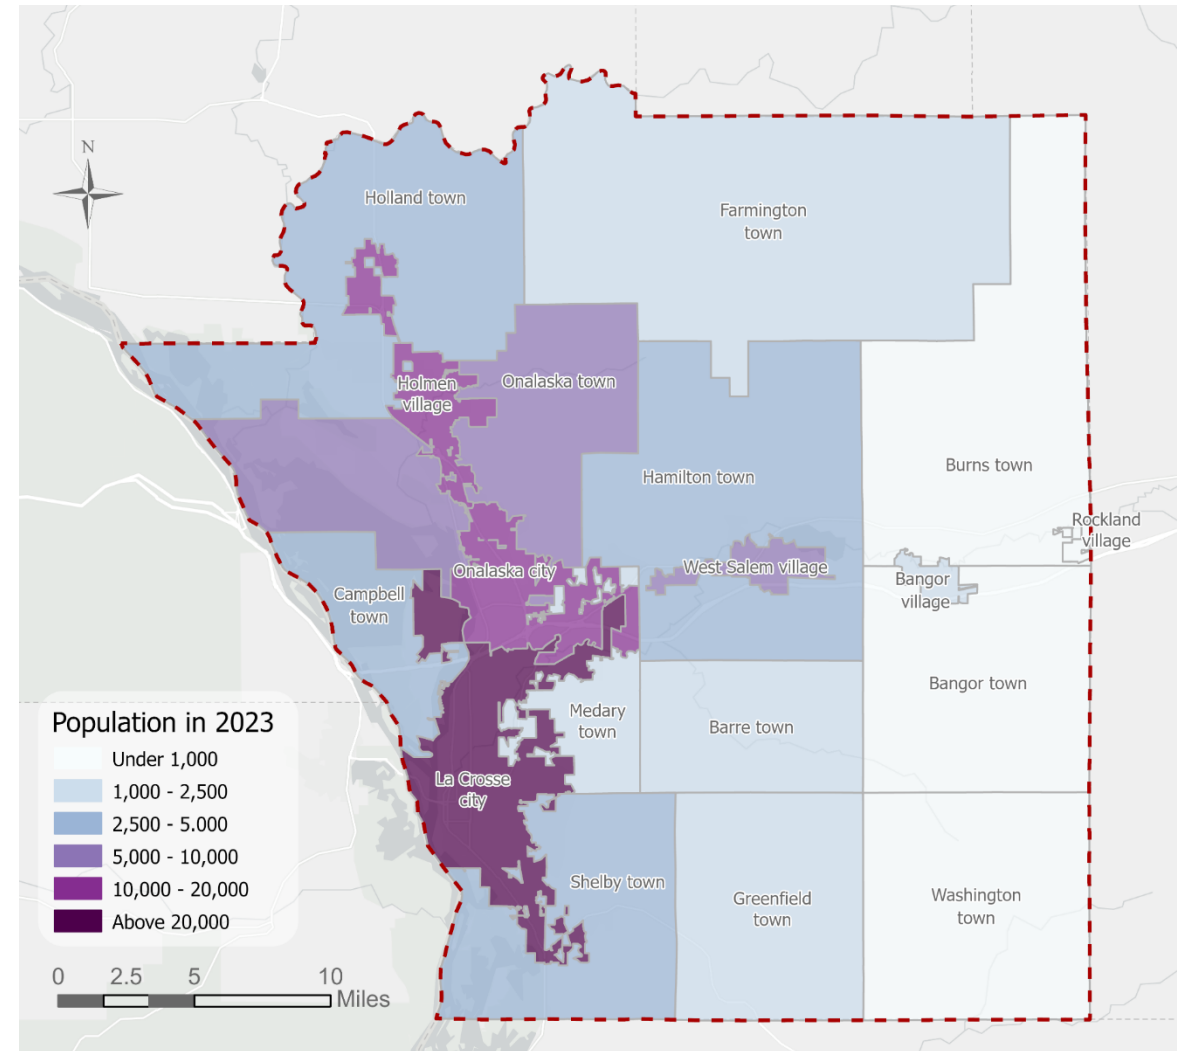 N
Holland town
Farmington
town
Holmen
village
Onalaska town
Hamilton town
Burns town
Rockland
village
Onalaska city
West Salem village
Bangor
village
Campbell
town
Bangor town
Medary
town
Barre town
La Crosse
city
Shelby town
Greenfield
town
Washington
town
Population in 2023
Under 1,000
1,000 - 2,500
2,500 - 5.000
5,000 - 10,000
10,000 - 20,000
Above 20,000
0 2.5 5 10
Miles